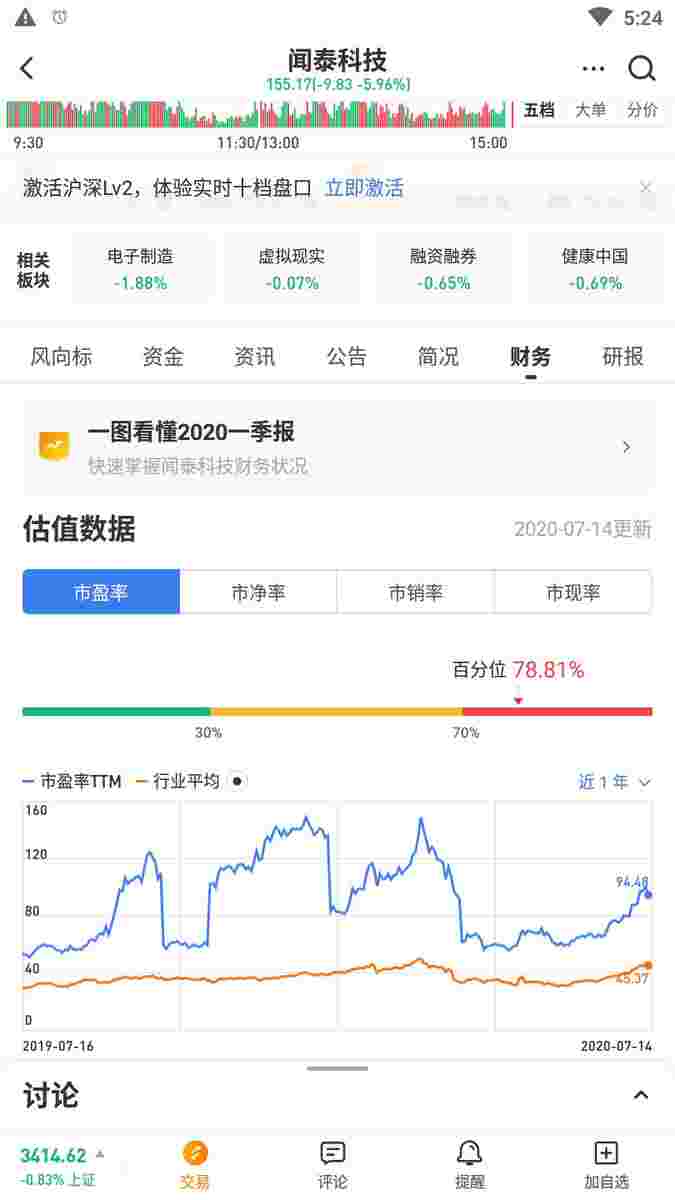 5:24
闻泰科技
155.17(-9.83 -5.96%)
五档 大单 分价
9:30 11:30/13:00 15:00
激活沪深Lv2，体验实时十档盘口 立即激活
相关板块
电子制造 虚拟现实 融资融券 健康中国
-1.88% -0.07% -0.65% -0.69%
风向标 资金 资讯 公告 简况 财务 研报
一图看懂2020一季报
快速掌握闻泰科技财务状况
估值数据 2020-07-14更新
市盈率 市净率 市销率 市现率
百分位 78.81%
30% 70%
市盈率TTM 行业平均 近1年
160
120
94.48
80
40
45.37
0
2019-07-16 2020-07-14
讨论
3414.62
-0.83% 上证
交易 评论 提醒 加自选